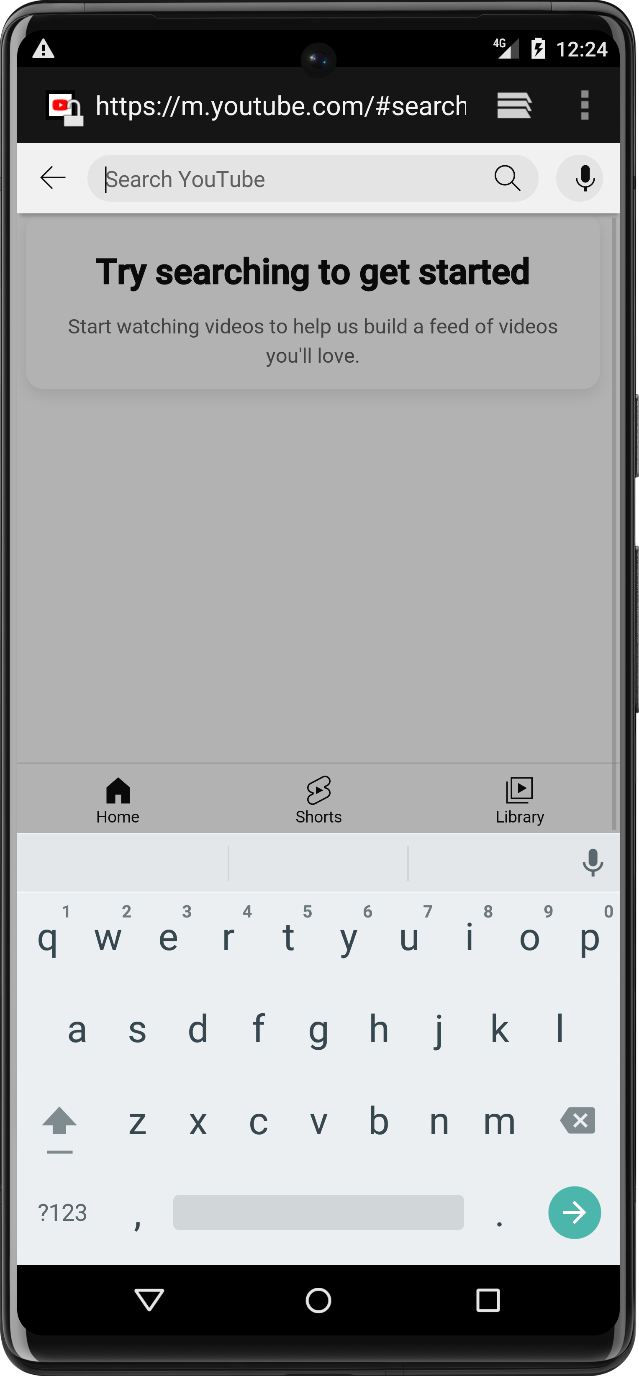 4G 12:24
https://m.youtube.com/#search
Search YouTube
Try searching to get started
Start watching videos to help us build a feed of videos
you'll love.
Home Shorts Library
1 2 3 4 5 6 7 8 9 0
q w e r t y u i o p
a s d f g h j k l
z x c v b n m
?123 , .